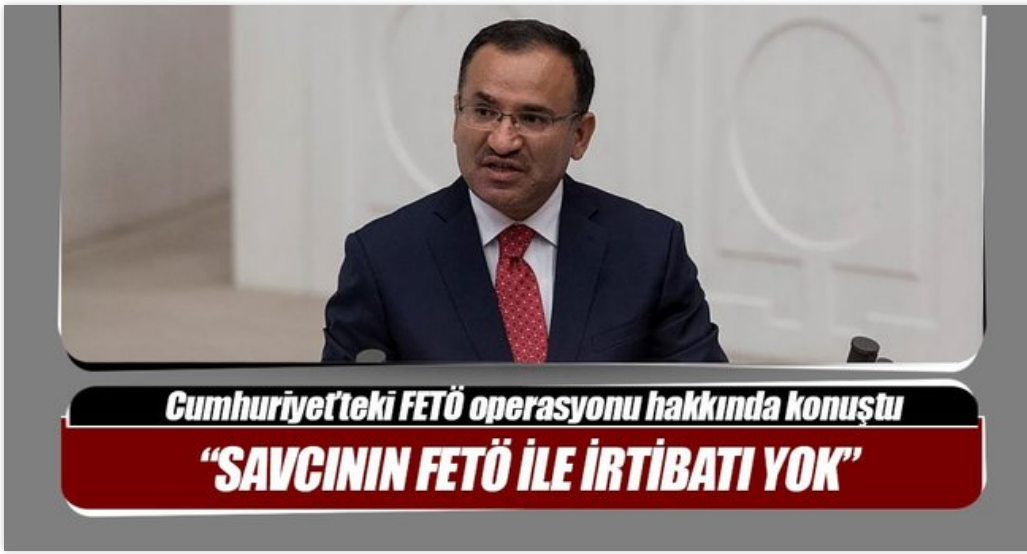 Cumhuriyet'teki FETÖ operasyonu hakkında konuştu
“SAVCININ FETÖ İLE İRTİBATI YOK”